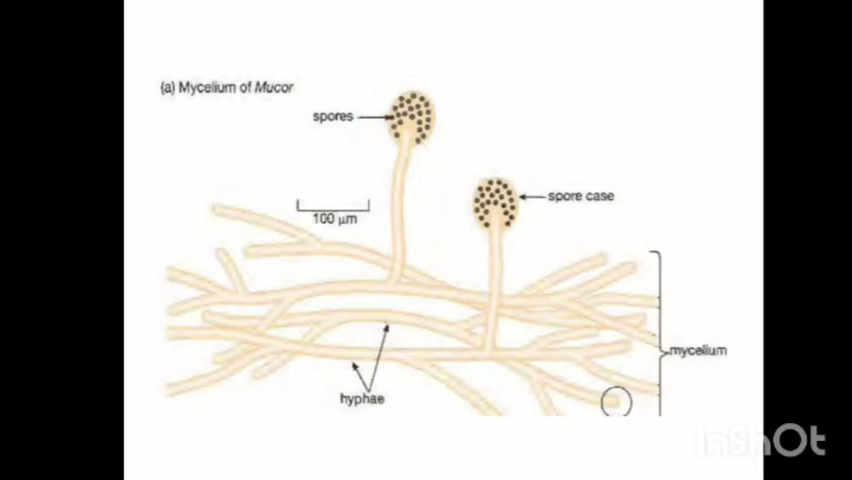 (a) Mycelium of Mucor
spores
spore case
100 µm
mycelium
hyphae
InShOt